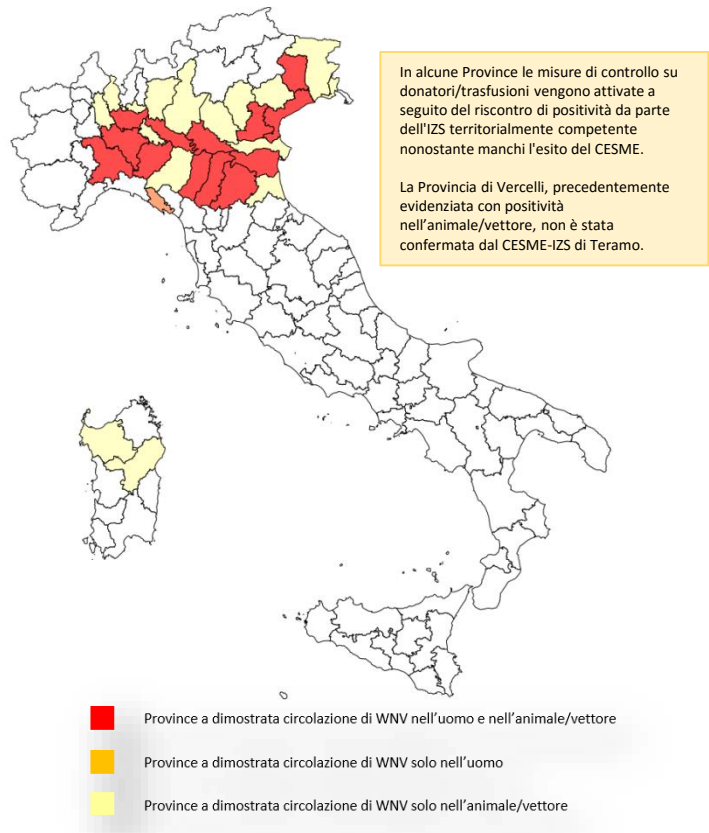 In alcune Province le misure di controllo su
donatori/trasfusioni vengono attivate a
seguito del riscontro di positività da parte
dell'IZS territorialmente competente
nonostante manchi l'esito del CESME.
La Provincia di Vercelli, precedentemente
evidenziata con positività
nell’animale/vettore, non è stata
confermata dal CESME-IZS di Teramo.
Province a dimostrata circolazione di WNV nell’uomo e nell’animale/vettore
Province a dimostrata circolazione di WNV solo nell’uomo
Province a dimostrata circolazione di WNV solo nell’animale/vettore